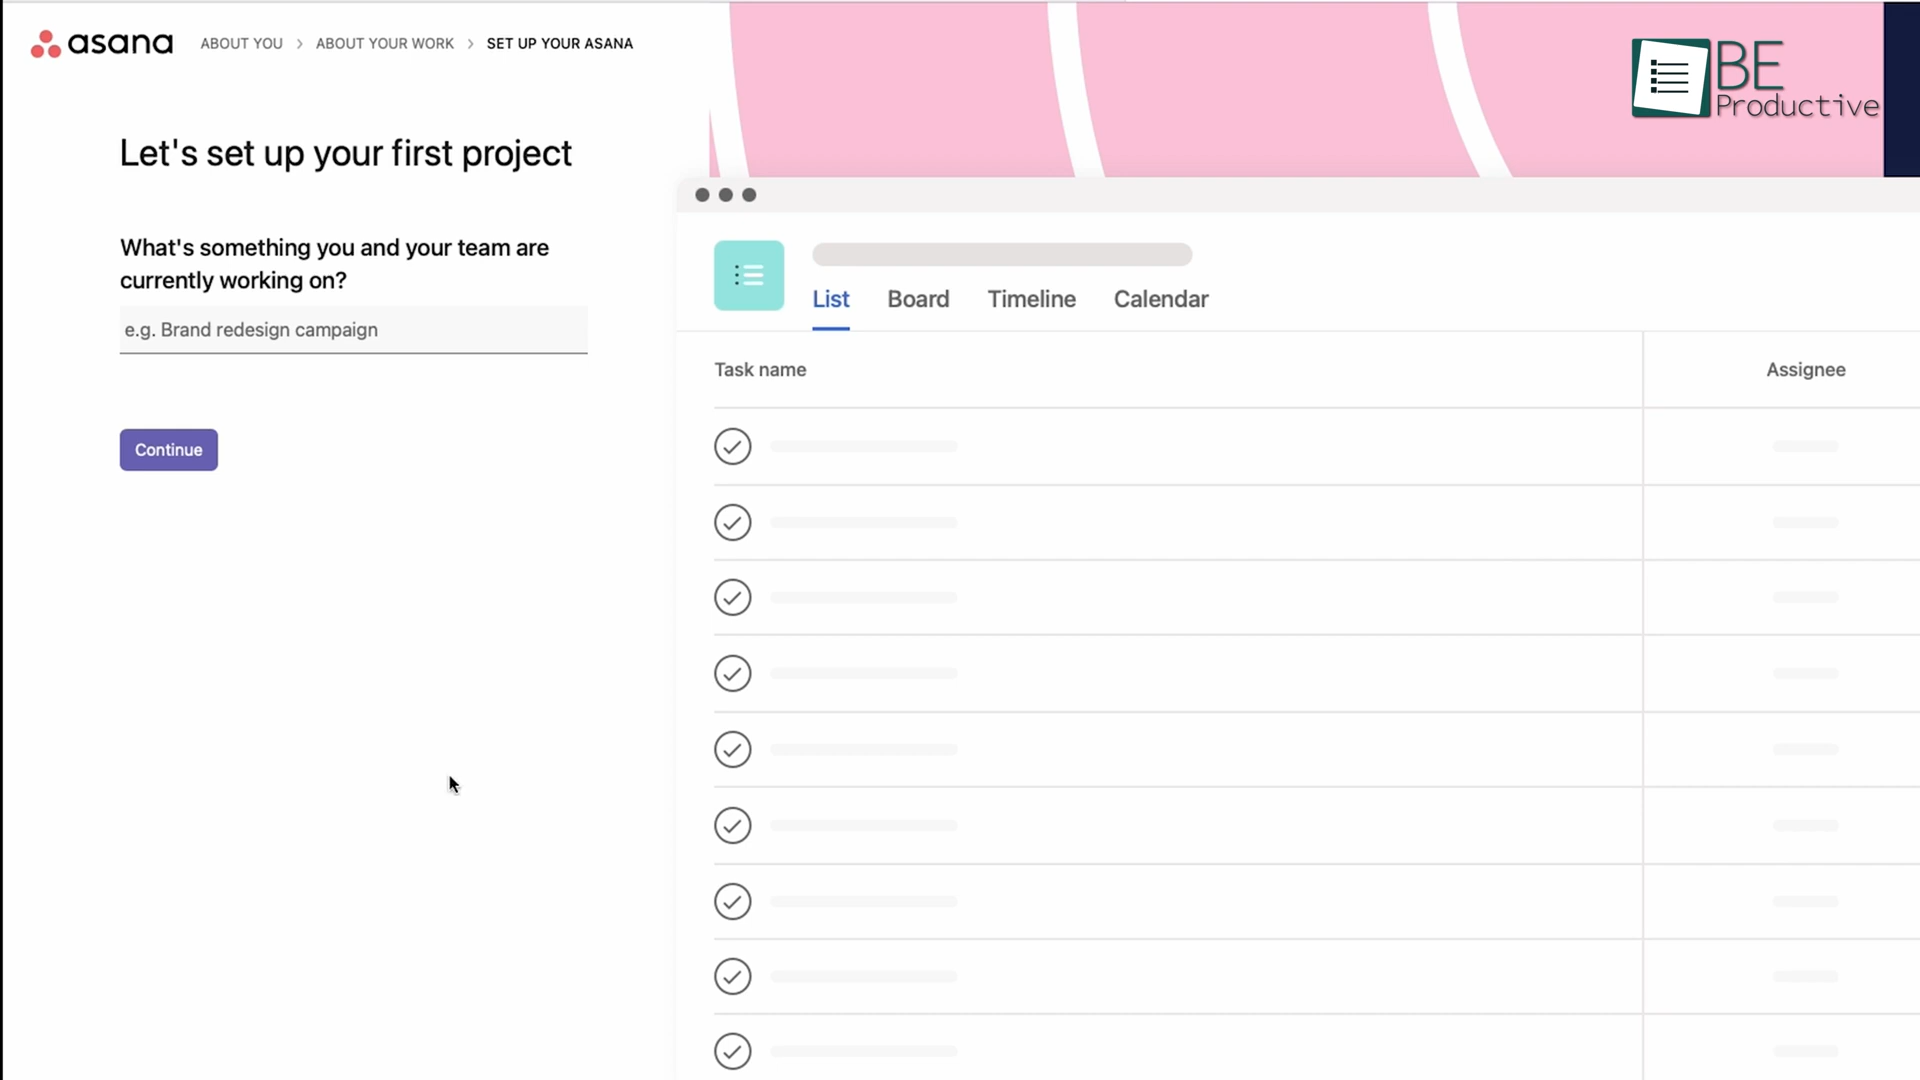 asana ABOUT YOU > ABOUT YOUR WORK > SET UP YOUR ASANA
BE
Productive
Let's set up your first project
What's something you and your team are
currently working on?
e.g. Brand redesign campaign
Continue
List Board Timeline Calendar
Task name Assignee